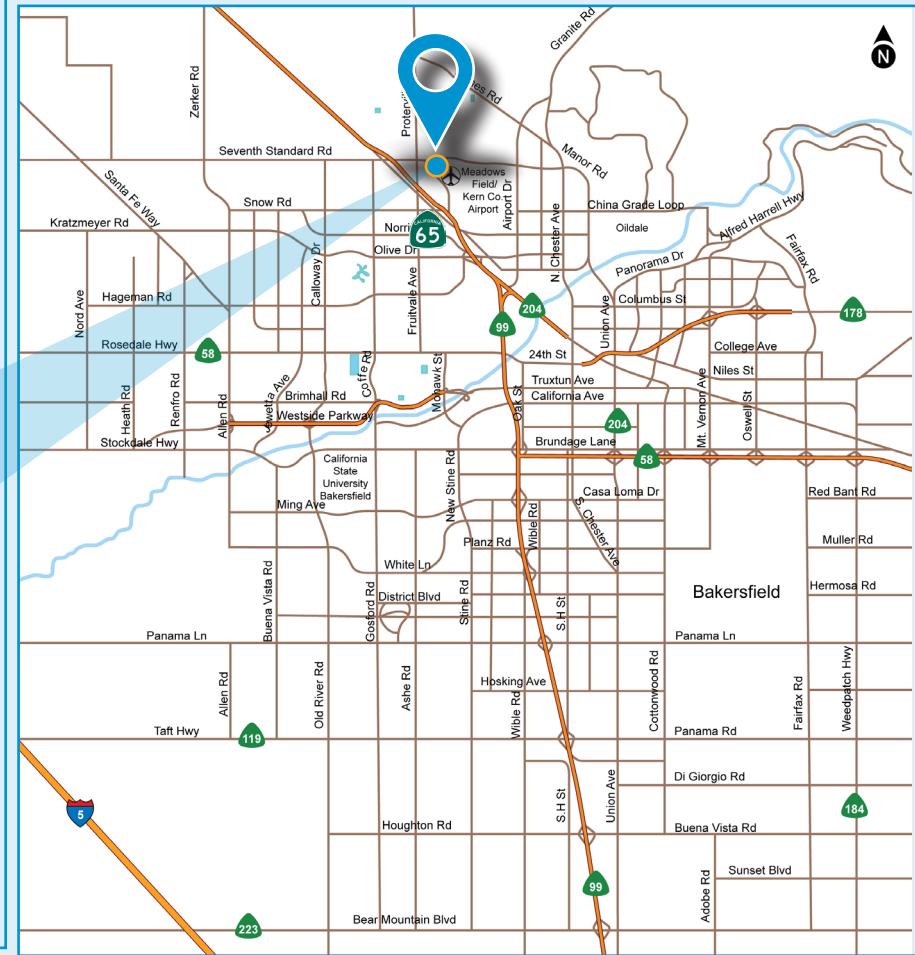 Granite Rd
N
Zerker Rd
Seventh Standard Rd
Manor Rd
Meadows
Field/
Kern Co.
Airport
Airport Dr
Santa Fe Way
Snow Rd
Kratzmeyer Rd
CALIFORNIA
65
Olive Dr
N. Chester Ave
China Grade Loop
Oildale
Alfred Harrell Hwy
Fairfax Rd
Panorama Dr
Calloway Dr
Fruitvale Ave
Nord Ave
Hageman Rd
Union Ave
Columbus St
204
178
99
Rosedale Hwy
58
24th St
College Ave
Niles St
Heath Rd
Renfro Rd
Allen Rd
Jewetta Ave
Coffe Rd
Mohawk St
Brimhall Rd
Westside Parkway
Truxtun Ave
California Ave
Oak St
Mt. Vernon Ave
Oswell St
204
Stockdale Hwy
Brundage Lane
58
California
State
University
Bakersfield
New Stine Rd
Casa Loma Dr
Red Bant Rd
Ming Ave
Wible Rd
S. Chester Ave
Planz Rd
Muller Rd
White Ln
Buena Vista Rd
Gosford Rd
District Blvd
Stine Rd
S.H St
Bakersfield
Hermosa Rd
Panama Ln
Panama Ln
Allen Rd
Old River Rd
Ashe Rd
Hosking Ave
Wible Rd
Cottonwood Rd
Fairfax Rd
Weedpatch Hwy
Taft Hwy
119
Panama Rd
Di Giorgio Rd
5
S.H St
Union Ave
184
Houghton Rd
Buena Vista Rd
Sunset Blvd
99
Adobe Rd
Bear Mountain Blvd
223